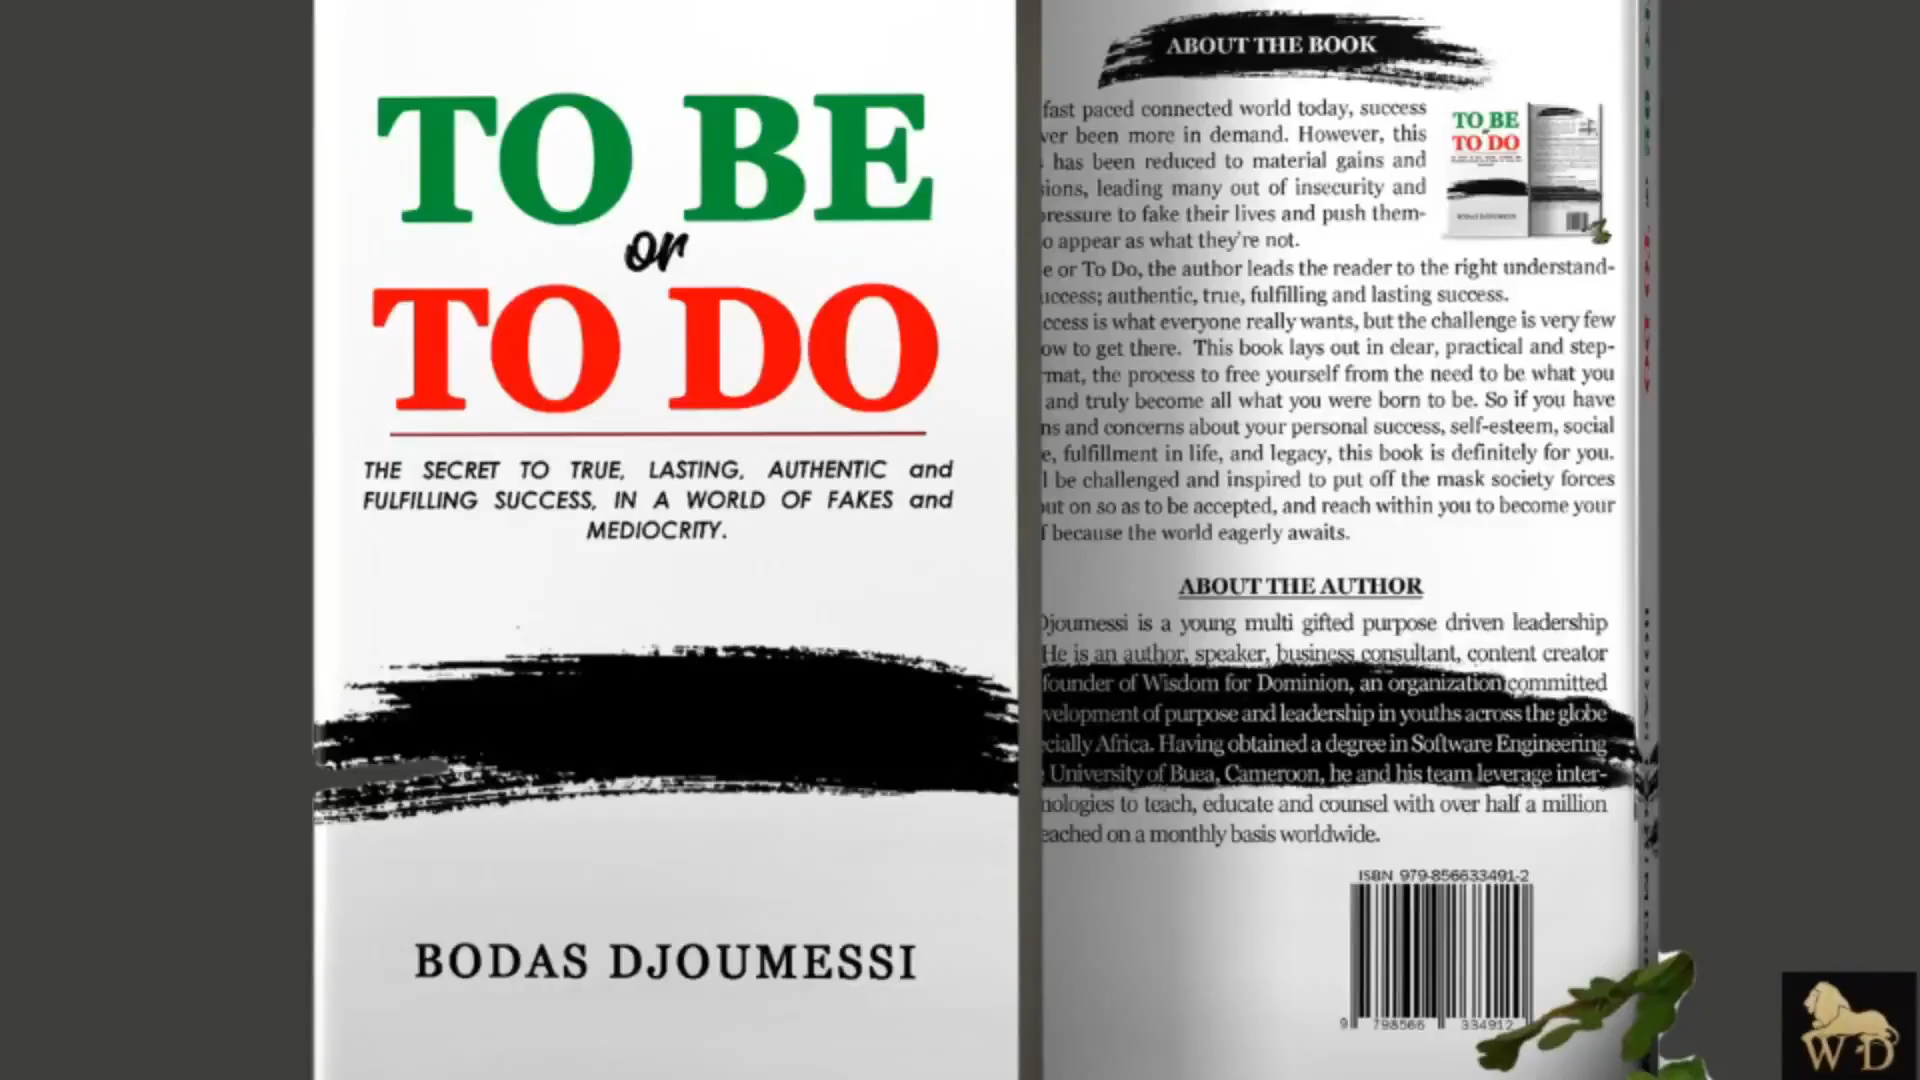 TO BE
or
TO DO
THE SECRET TO TRUE, LASTING, AUTHENTIC and
FULFILLING SUCCESS, IN A WORLD OF FAKES and
MEDIOCRITY.
BODAS DJOUMESSI
ABOUT THE BOOK
fast paced connected world today, success
ver been more in demand. However, this
has been reduced to material gains and
sions, leading many out of insecurity and
pressure to fake their lives and push them-
o appear as what they're not.
e or To Do, the author leads the reader to the right understand-
uccess; authentic, true, fulfilling and lasting success.
ccess is what everyone really wants, but the challenge is very few
ow to get there. This book lays out in clear, practical and step-
rmat, the process to free yourself from the need to be what you
and truly become all what you were born to be. So if you have
ns and concerns about your personal success, self-esteem, social
e, fulfillment in life, and legacy, this book is definitely for you.
l be challenged and inspired to put off the mask society forces
ut on so as to be accepted, and reach within you to become your
f because the world eagerly awaits.
TO BE
or
TO DO
BODAS DJOUMESSI
ABOUT THE AUTHOR
Djoumessi is a young multi gifted purpose driven leadership
He is an author, speaker, business consultant, content creator
founder of Wisdom for Dominion, an organization committed
velopment of purpose and leadership in youths across the globe
cially Africa. Having obtained a degree in Software Engineering
University of Buea, Cameroon, he and his team leverage inter-
nologies to teach, educate and counsel with over half a million
eached on a monthly basis worldwide.
ISBN 979-856633491-2
9 798566 334912
WD